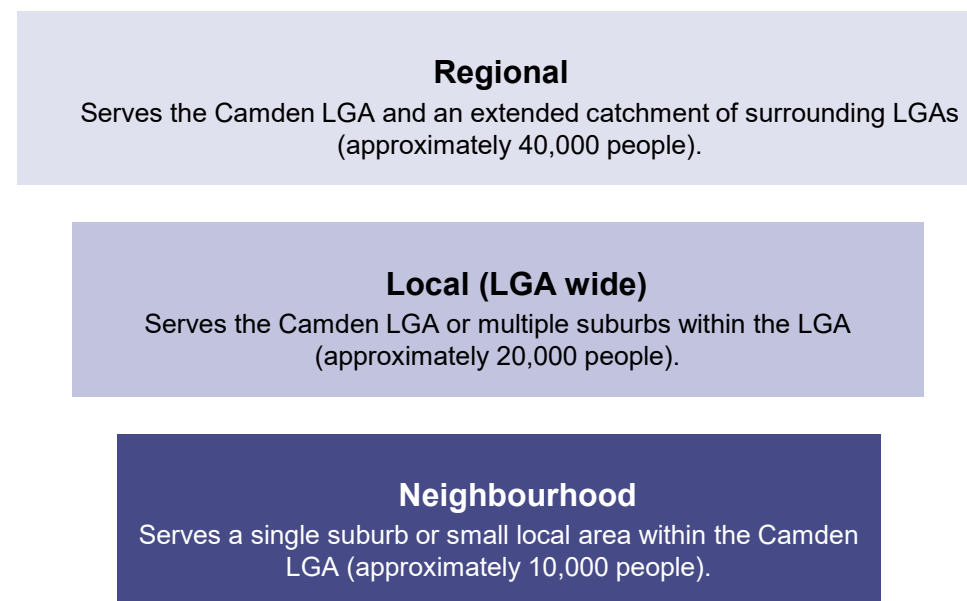 Regional
Serves the Camden LGA and an extended catchment of surrounding LGAs
(approximately 40,000 people).
Local (LGA wide)
Serves the Camden LGA or multiple suburbs within the LGA
(approximately 20,000 people).
Neighbourhood
Serves a single suburb or small local area within the Camden
LGA (approximately 10,000 people).